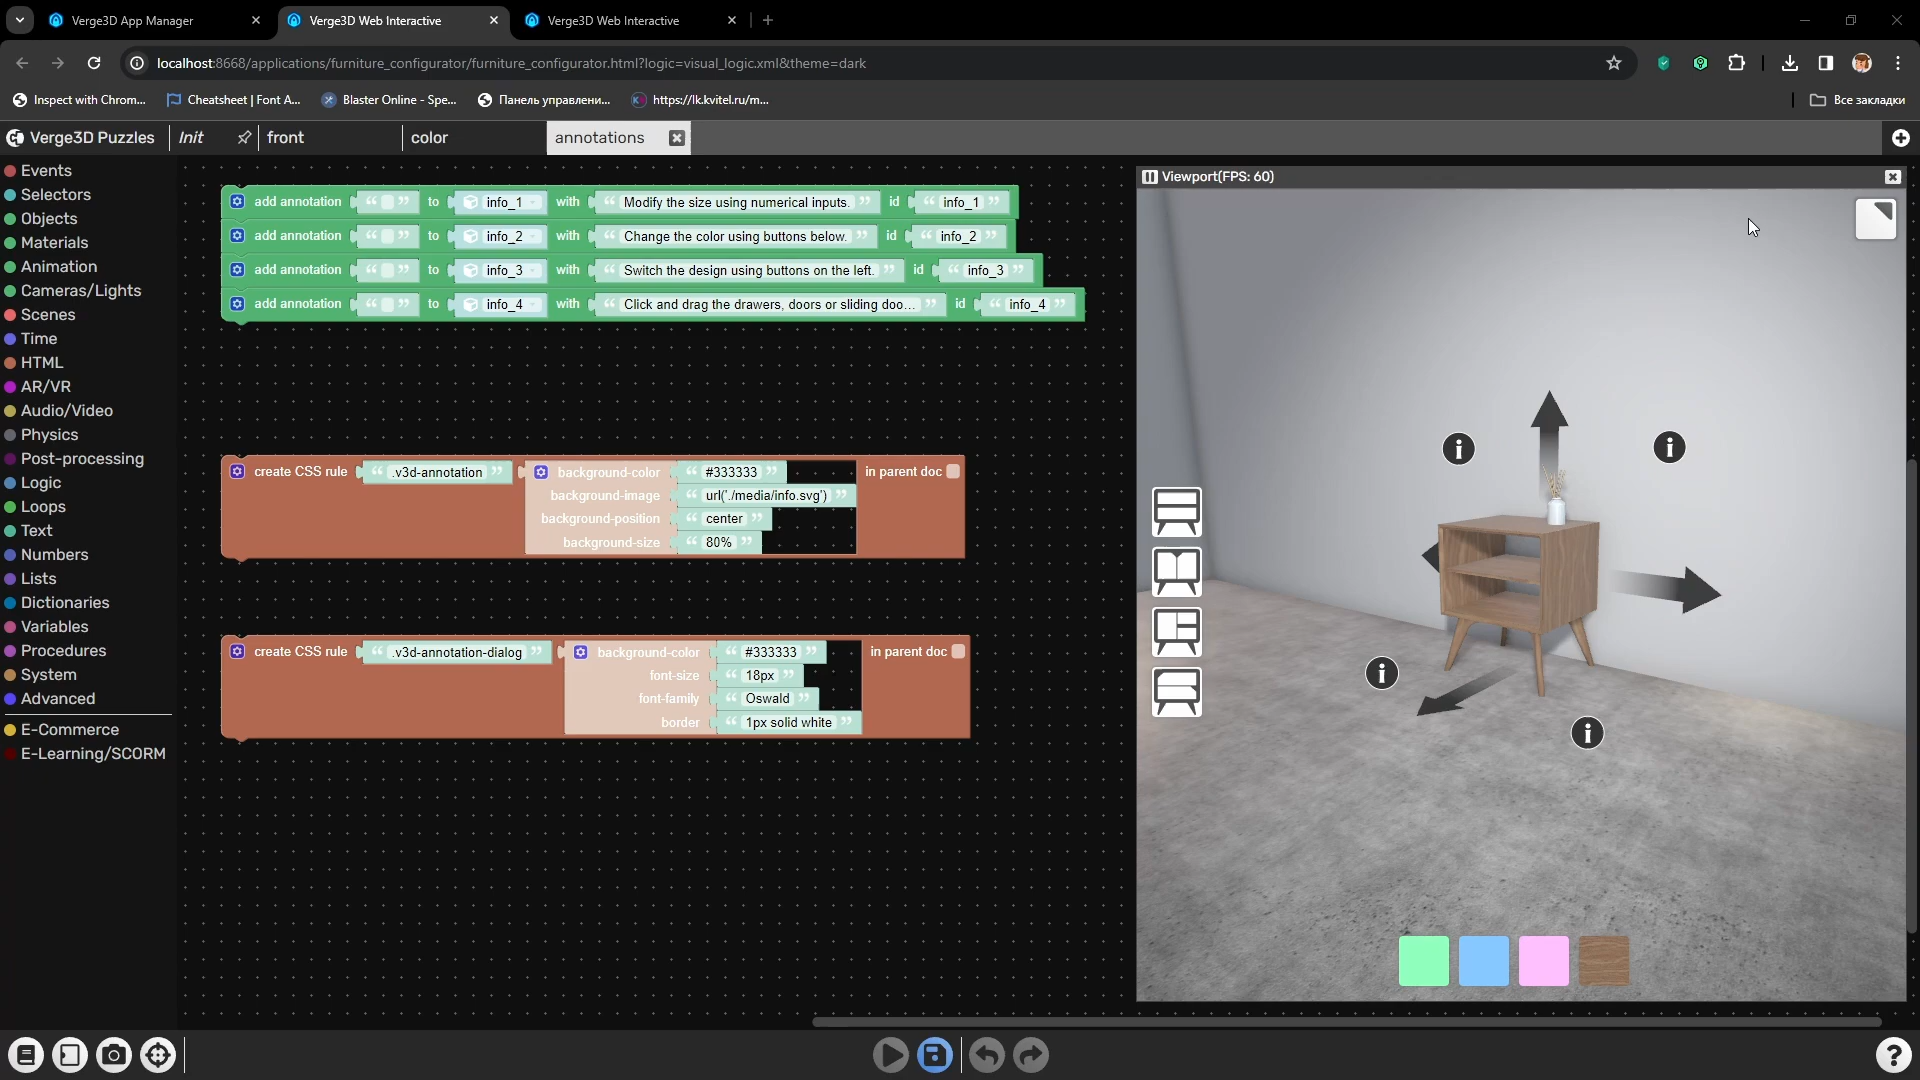 Verge3D App Manager
Verge3D Web Interactive
Verge3D Web Interactive
localhost:8668/applications/furniture_configurator/furniture_configurator.html?logic=visual_logic.xml&theme=dark
Inspect with Chrom...
Cheatsheet | Font A...
Blaster Online - Spe...
Панель управлени...
https://lk.kvitel.ru/m...
Все закладки
Verge3D Puzzles
Init
front
color
annotations
Events
Selectors
Objects
Materials
Animation
Cameras/Lights
Scenes
Time
HTML
AR/VR
Audio/Video
Physics
Post-processing
Logic
Loops
Text
Numbers
Lists
Dictionaries
Variables
Procedures
System
Advanced
E-Commerce
E-Learning/SCORM
add annotation “ ” to info_1 with “ Modify the size using numerical inputs. ” id “ info_1 ”
add annotation “ ” to info_2 with “ Change the color using buttons below. ” id “ info_2 ”
add annotation “ ” to info_3 with “ Switch the design using buttons on the left. ” id “ info_3 ”
add annotation “ ” to info_4 with “ Click and drag the drawers, doors or sliding doo... ” id “ info_4 ”
create CSS rule “ .v3d-annotation ” background-color “ #333333 ” in parent doc
background-image “ url('./media/info.svg') ”
background-position “ center ”
background-size “ 80% ”
create CSS rule “ .v3d-annotation-dialog ” background-color “ #333333 ” in parent doc
font-size “ 18px ”
font-family “ Oswald ”
border “ 1px solid white ”
Viewport(FPS: 60)
i
i
i
i
?